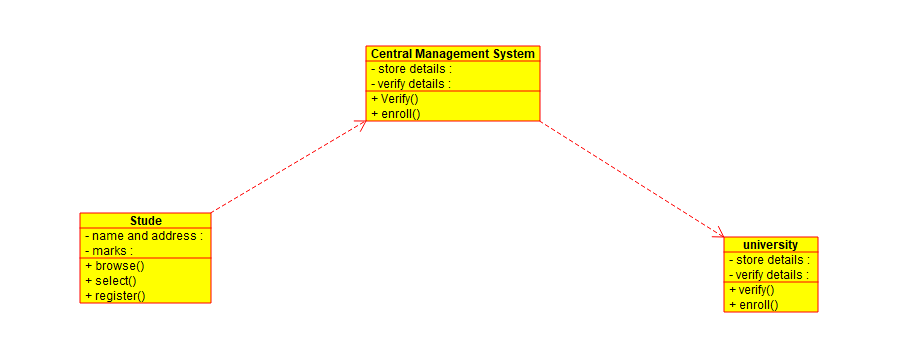 Central Management System
- store details :
- verify details :
+ Verify()
+ enroll()
Stude
- name and address :
- marks :
+ browse()
+ select()
+ register()
university
- store details :
- verify details :
+ verify()
+ enroll()